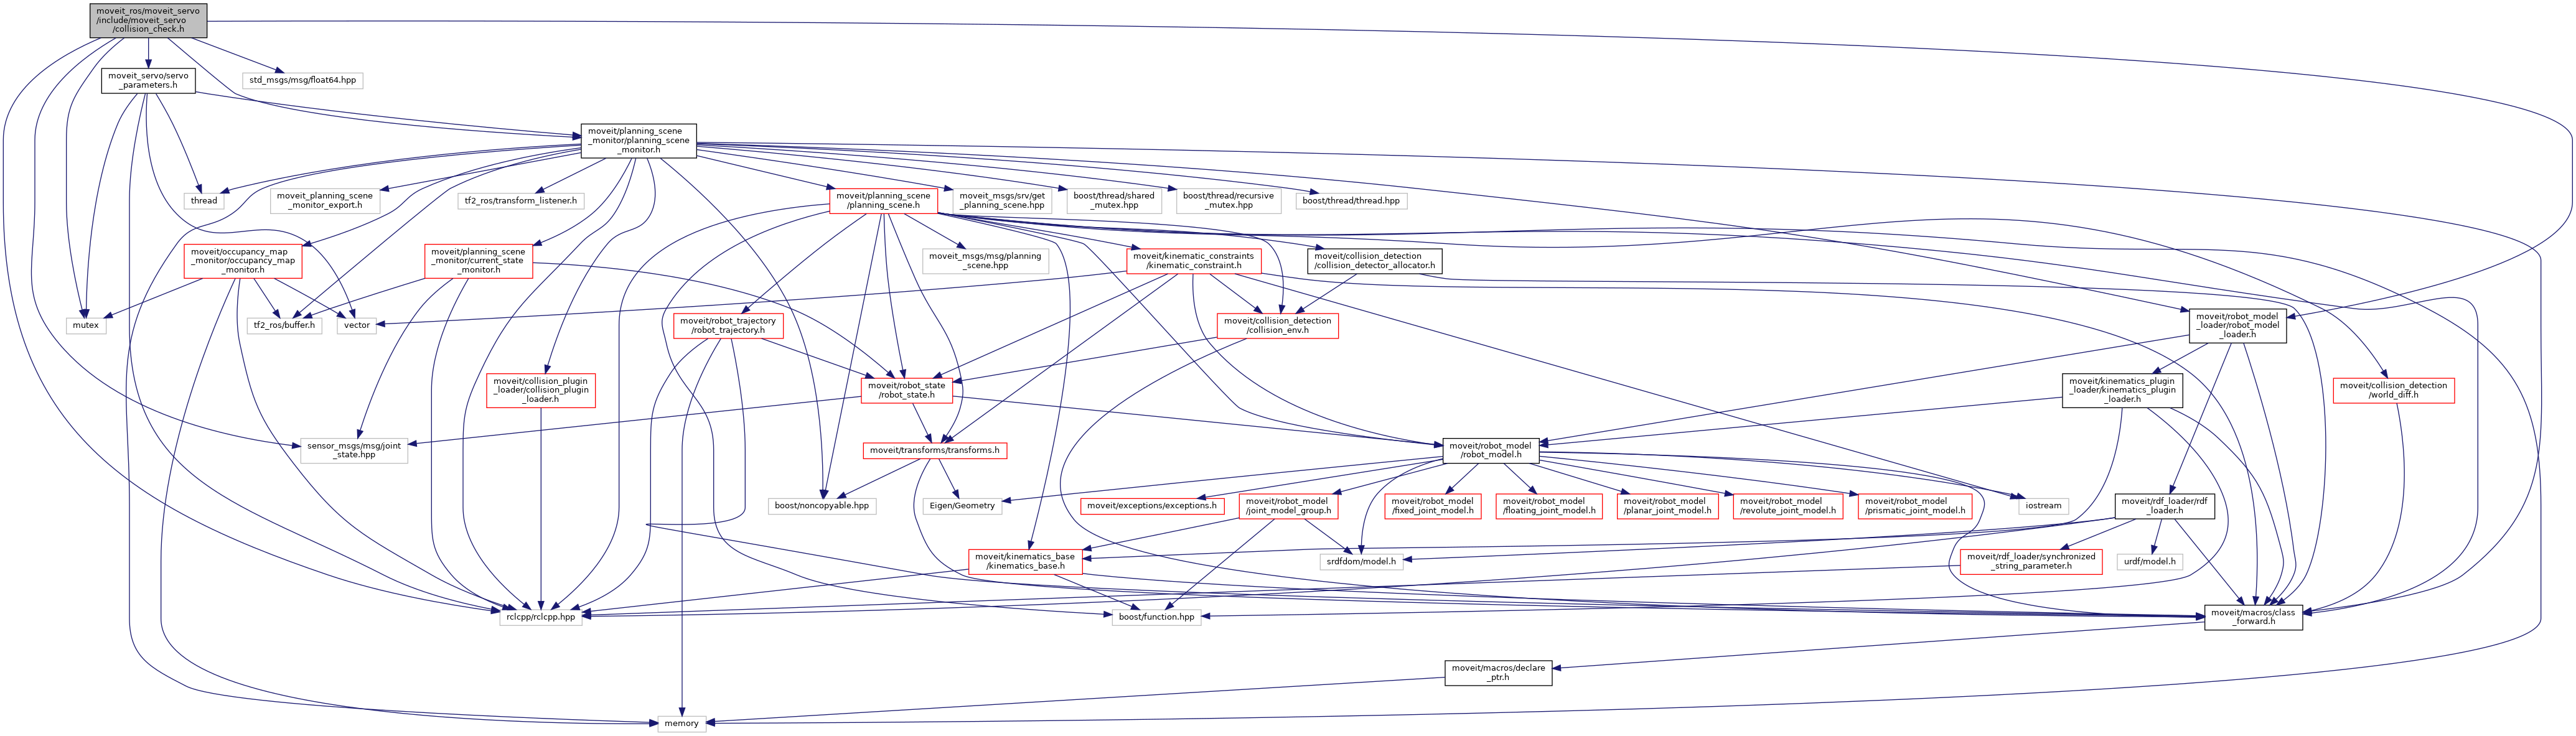 moveit_ros/moveit_servo
/include/moveit_servo
/collision_check.h
moveit_servo/servo
_parameters.h
std_msgs/msg/float64.hpp
moveit/planning_scene
_monitor/planning_scene
_monitor.h
thread
moveit_planning_scene
_monitor_export.h
tf2_ros/transform_listener.h
moveit/planning_scene
/planning_scene.h
moveit_msgs/srv/get
_planning_scene.hpp
boost/thread/shared
_mutex.hpp
boost/thread/recursive
_mutex.hpp
boost/thread/thread.hpp
moveit/occupancy_map
_monitor/occupancy_map
_monitor.h
moveit/planning_scene
_monitor/current_state
_monitor.h
moveit_msgs/msg/planning
_scene.hpp
moveit/kinematic_constraints
/kinematic_constraint.h
moveit/collision_detection
/collision_detector_allocator.h
mutex
tf2_ros/buffer.h
vector
moveit/robot_trajectory
/robot_trajectory.h
moveit/collision_detection
/collision_env.h
moveit/robot_model
_loader/robot_model
_loader.h
moveit/collision_plugin
_loader/collision_plugin
_loader.h
moveit/robot_state
/robot_state.h
moveit/kinematics_plugin
_loader/kinematics_plugin
_loader.h
moveit/collision_detection
/world_diff.h
sensor_msgs/msg/joint
_state.hpp
moveit/transforms/transforms.h
moveit/robot_model
/robot_model.h
boost/noncopyable.hpp
Eigen/Geometry
moveit/exceptions/exceptions.h
moveit/robot_model
/joint_model_group.h
moveit/robot_model
/fixed_joint_model.h
moveit/robot_model
/floating_joint_model.h
moveit/robot_model
/planar_joint_model.h
moveit/robot_model
/revolute_joint_model.h
moveit/robot_model
/prismatic_joint_model.h
iostream
moveit/rdf_loader/rdf
_loader.h
moveit/kinematics_base
/kinematics_base.h
srdfdom/model.h
moveit/rdf_loader/synchronized
_string_parameter.h
urdf/model.h
rclcpp/rclcpp.hpp
boost/function.hpp
moveit/macros/class
_forward.h
moveit/macros/declare
_ptr.h
memory